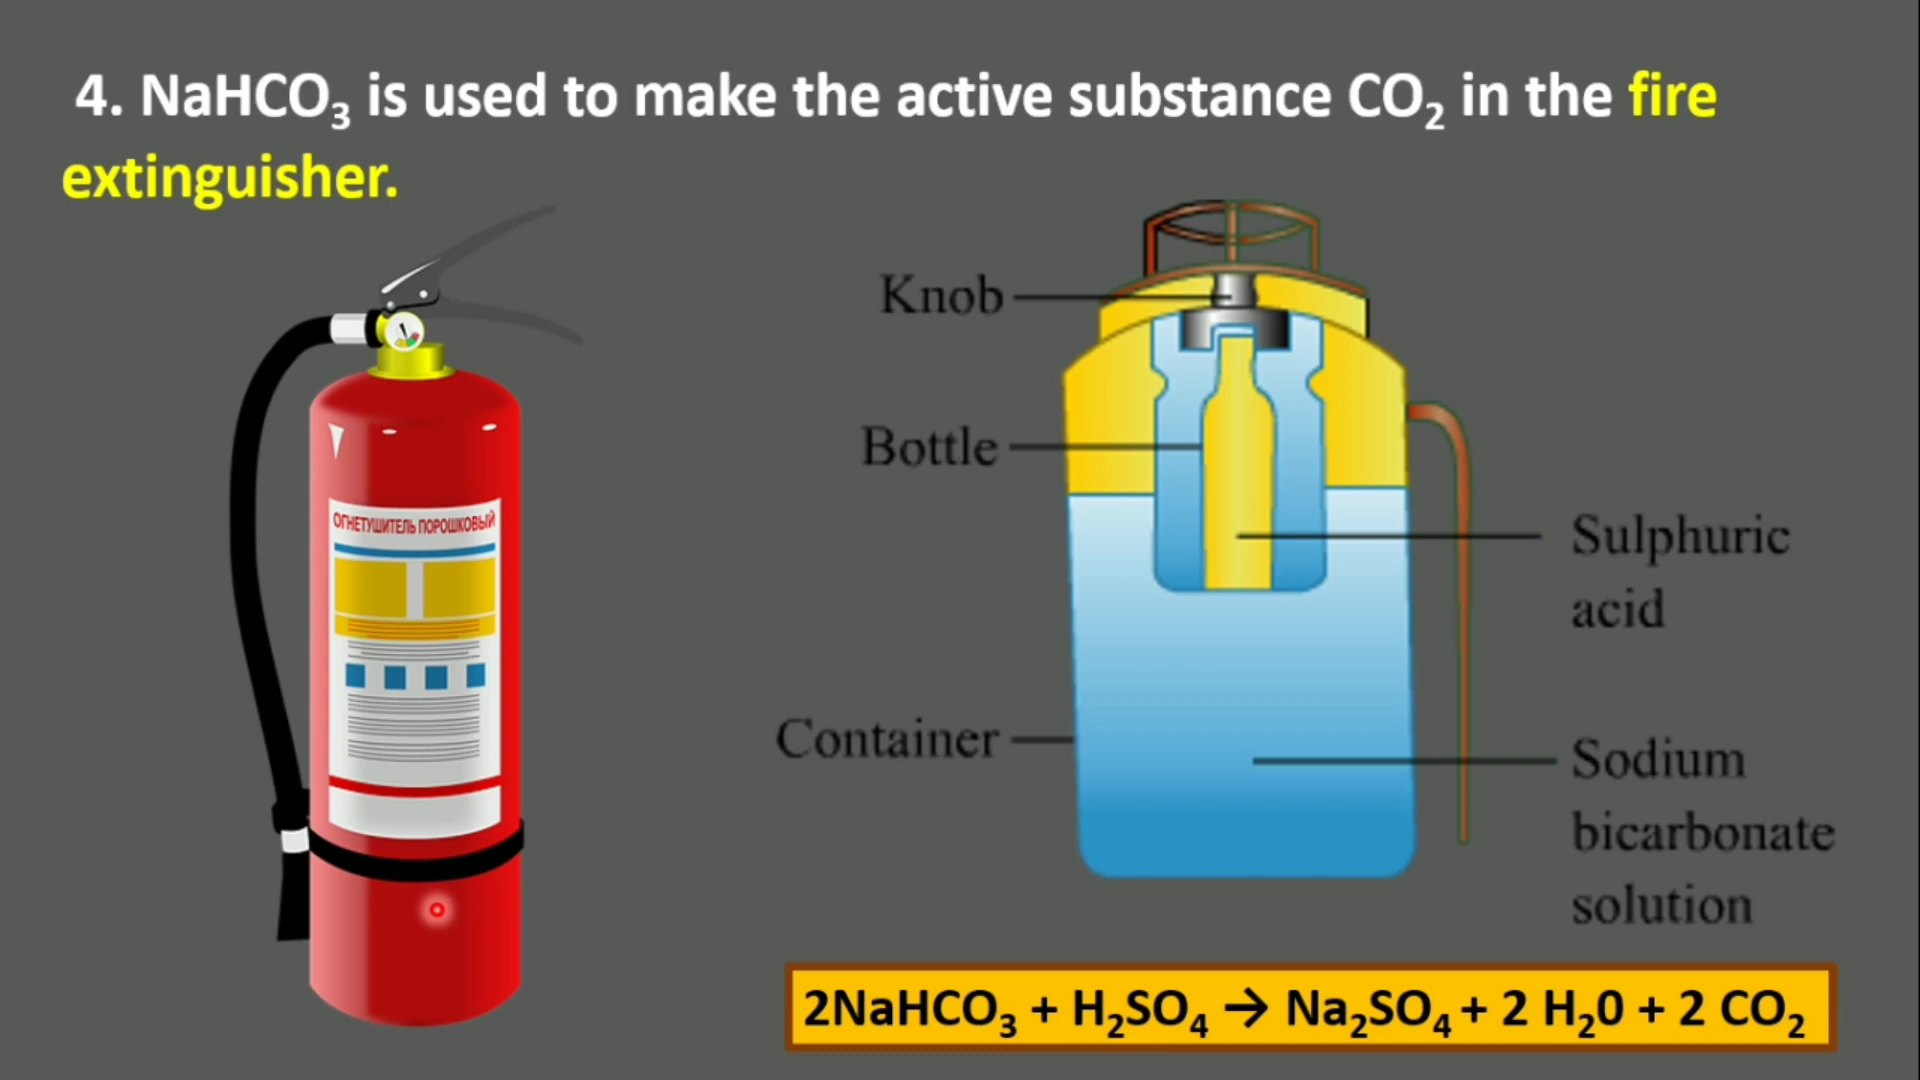 4. NaHCO₃ is used to make the active substance CO₂ in the fire
extinguisher.
Knob
Bottle
Container
Sulphuric
acid
Sodium
bicarbonate
solution
ОГНЕТУШИТЕЛЬ ПОРОШКОВЫЙ
2NaHCO₃ + H₂SO₄ → Na₂SO₄ + 2 H₂0 + 2 CO₂